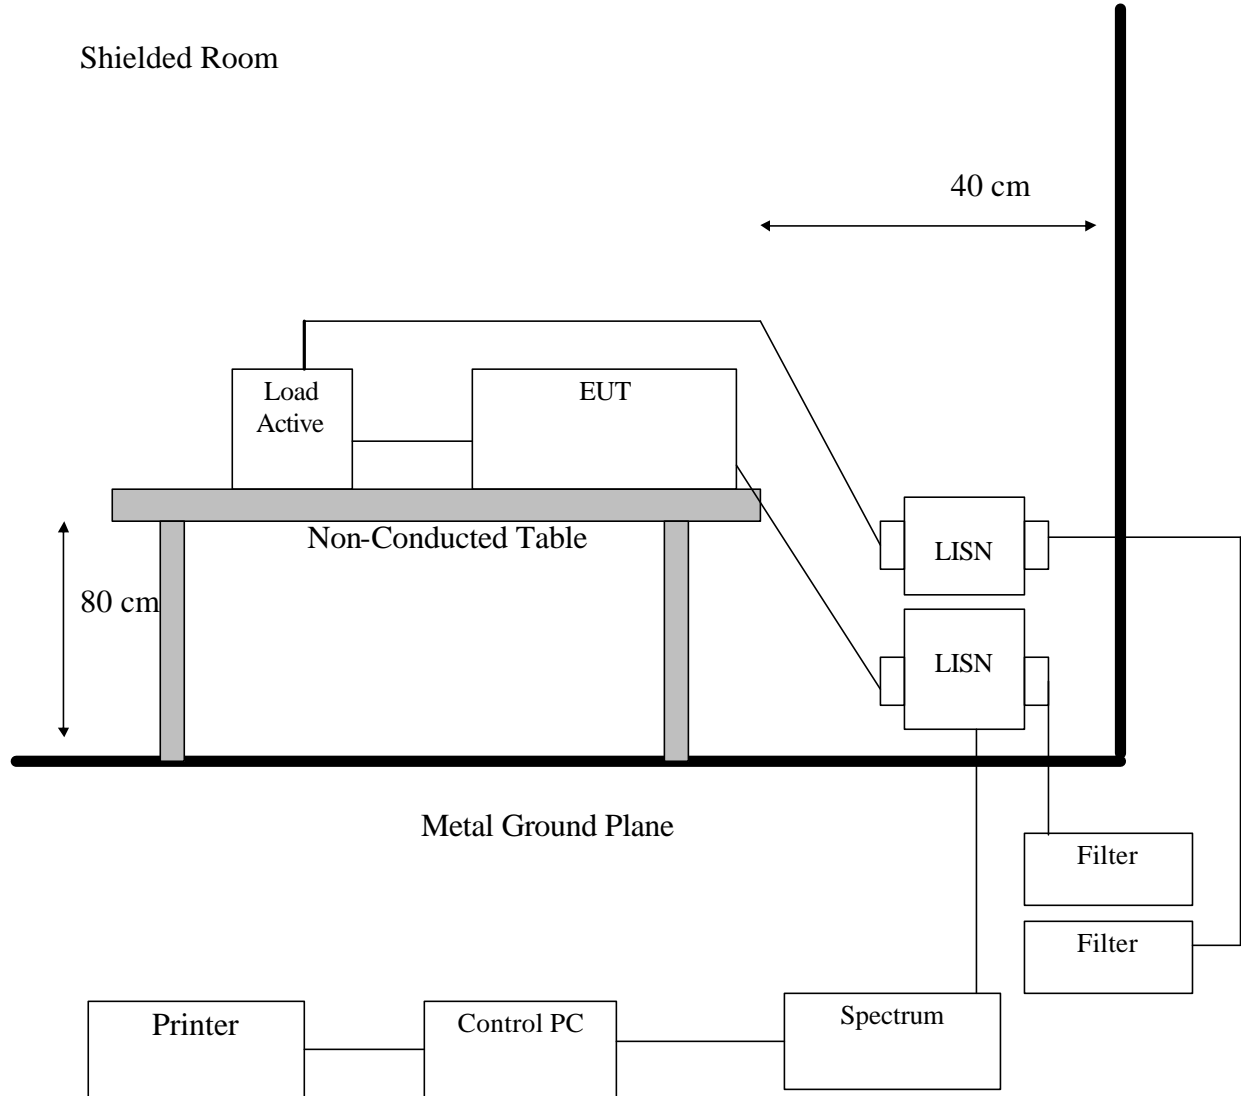 Shielded Room
40 cm
Load
Active
EUT
Non-Conducted Table
LISN
80 cm
LISN
Metal Ground Plane
Filter
Filter
Printer
Control PC
Spectrum